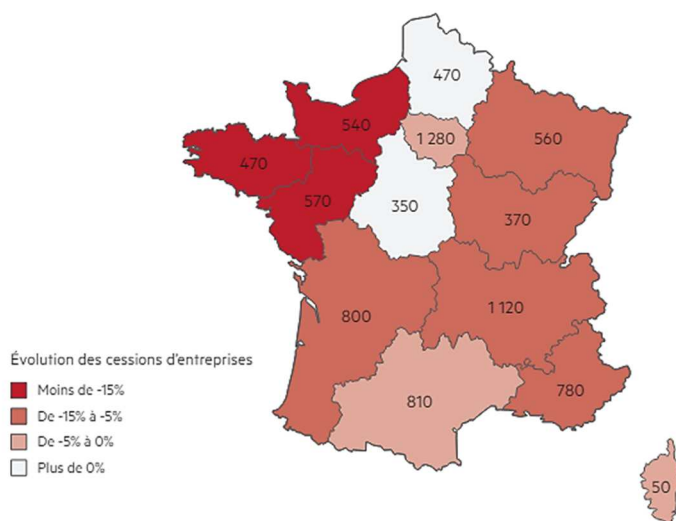 470
540
1 280
560
470
570
350
370
800
1 120
810
780
50
Évolution des cessions d'entreprises
Moins de -15%
De -15% à -5%
De -5% à 0%
Plus de 0%